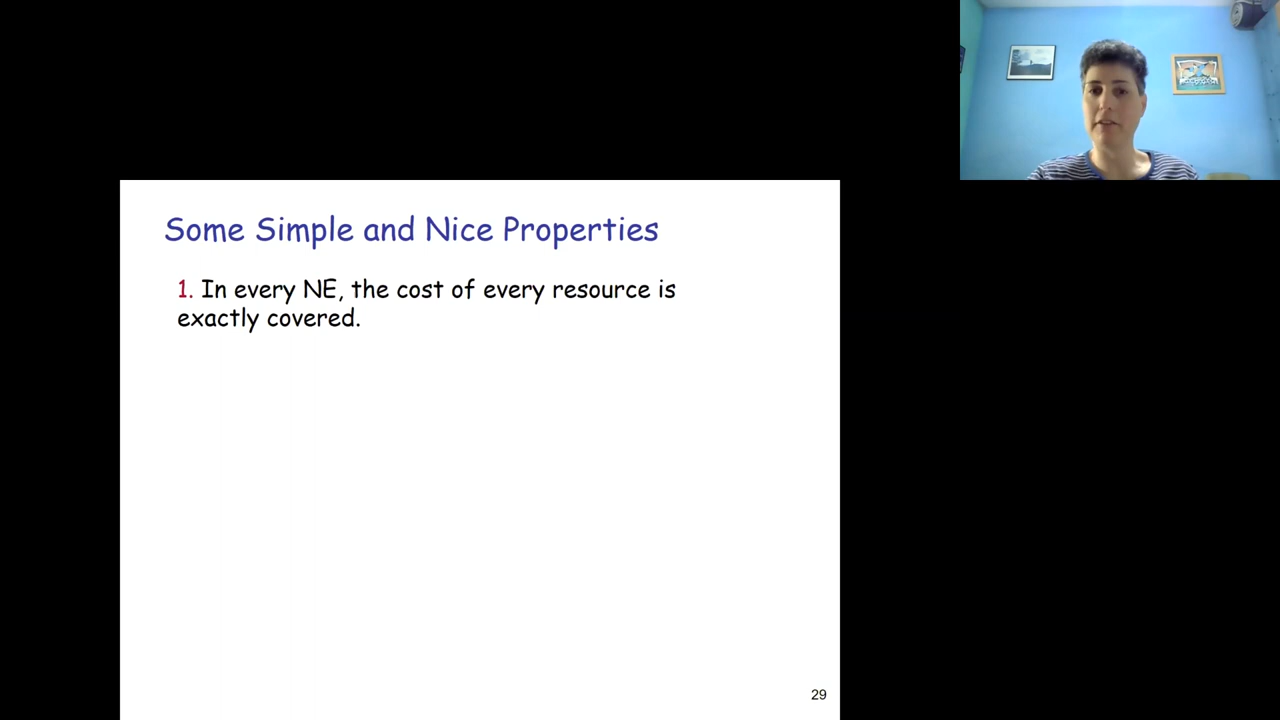 Some Simple and Nice Properties
1. In every NE, the cost of every resource is
exactly covered.
29